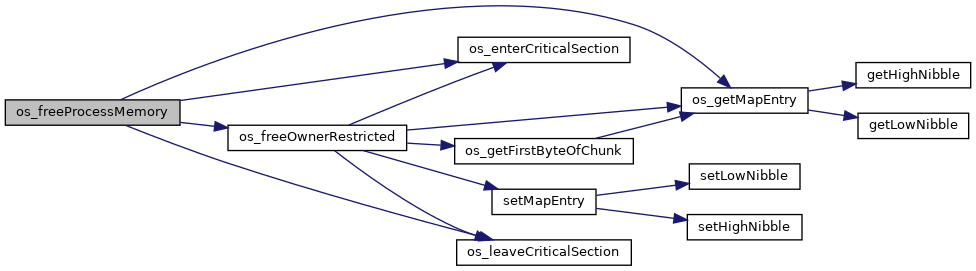 os_freeProcessMemory
os_freeOwnerRestricted
os_enterCriticalSection
os_getFirstByteOfChunk
setMapEntry
os_leaveCriticalSection
os_getMapEntry
setLowNibble
setHighNibble
getHighNibble
getLowNibble